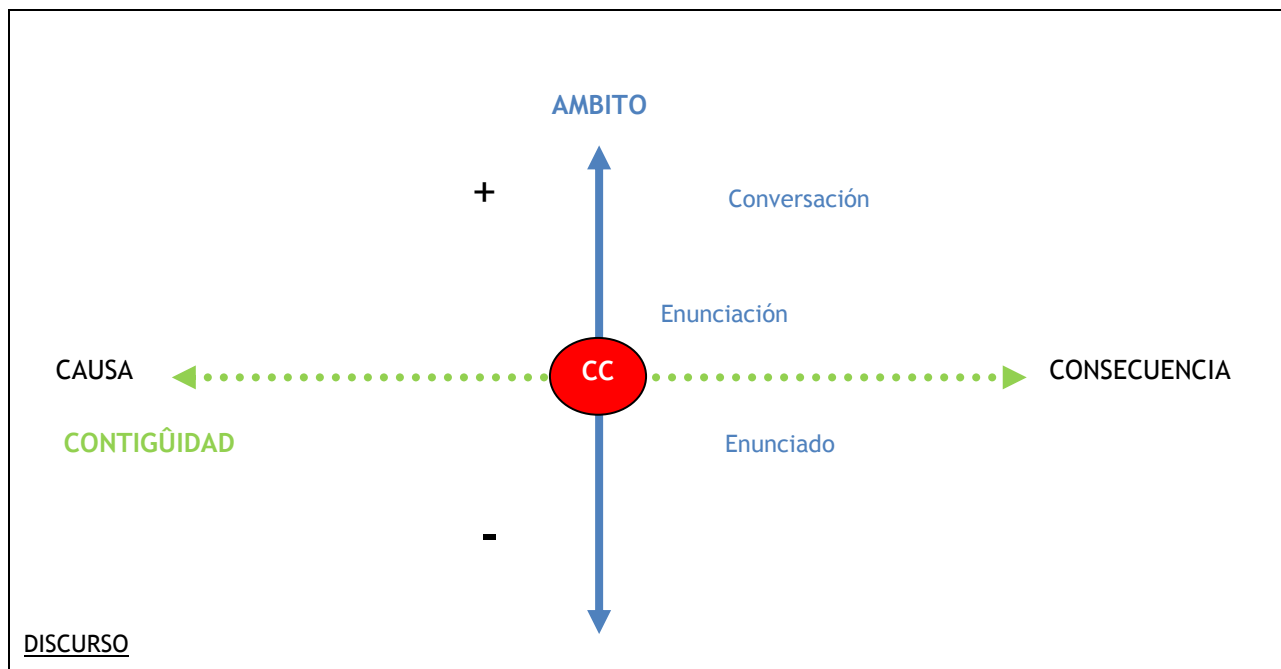 AMBITO
+
Conversación
Enunciación
CAUSA
CC
CONSECUENCIA
CONTIGÛIDAD
Enunciado
-
DISCURSO